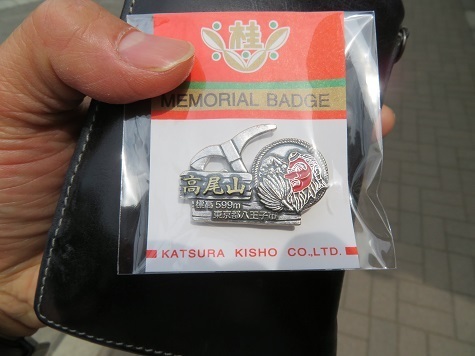 桂
MEMORIAL BADGE
高尾山
標高599m
東京都八王子市
KATSURA KISHO CO.,LTD.